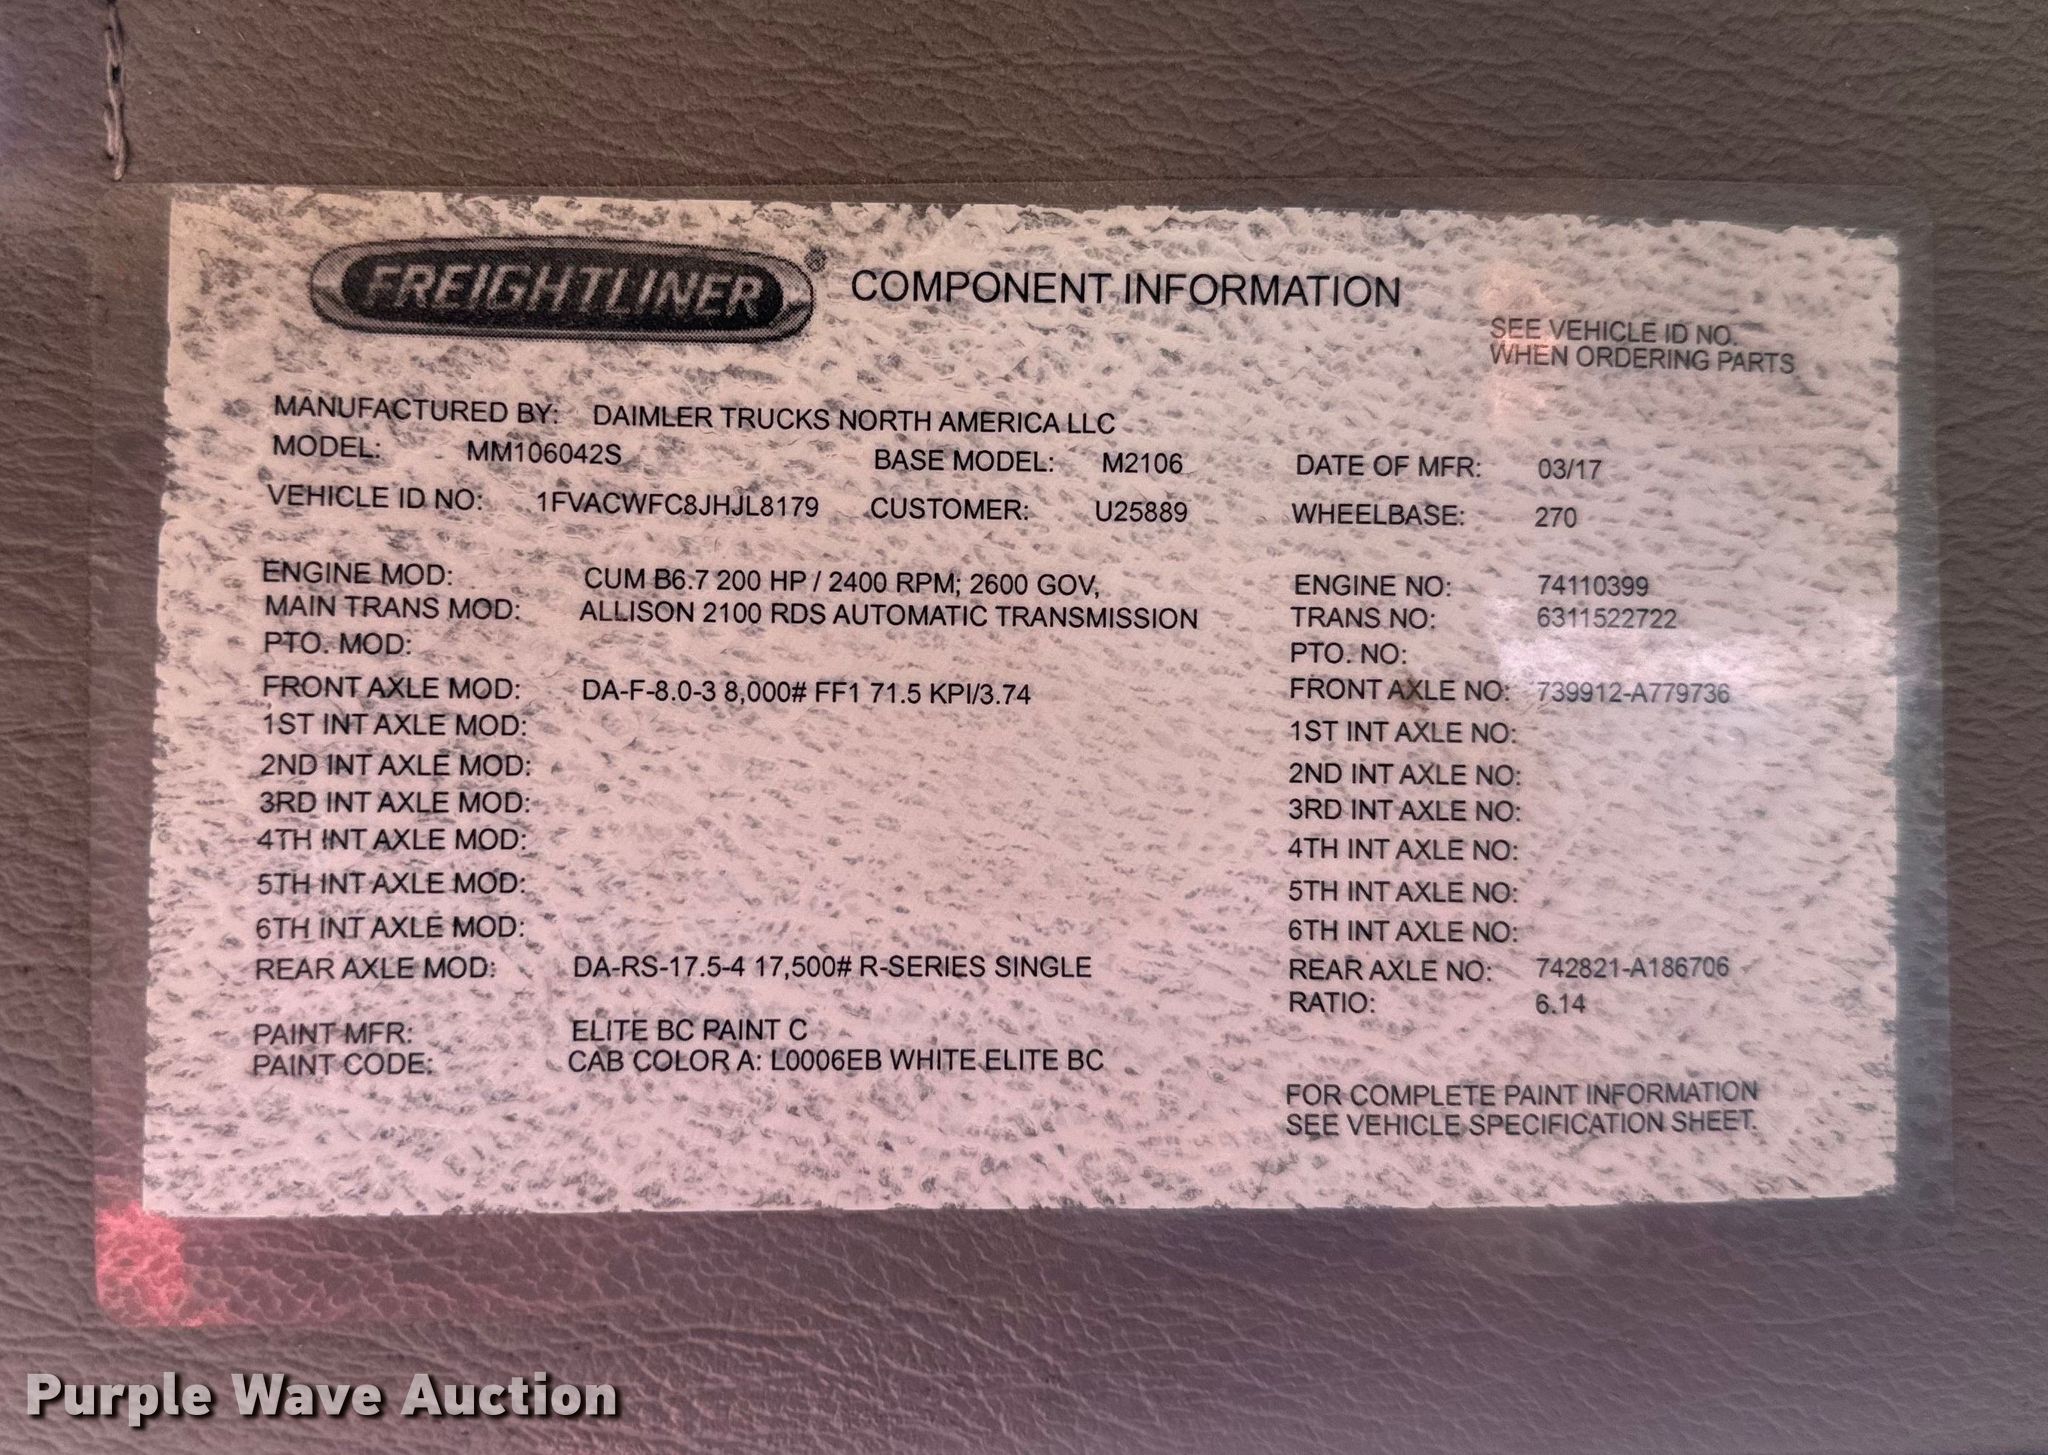 FREIGHTLINER® COMPONENT INFORMATION
SEE VEHICLE ID NO.
WHEN ORDERING PARTS
MANUFACTURED BY: DAIMLER TRUCKS NORTH AMERICA LLC
MODEL: MM106042S BASE MODEL: M2106 DATE OF MFR: 03/17
VEHICLE ID NO: 1FVACWFC8JHJL8179 CUSTOMER: U25889 WHEELBASE: 270
ENGINE MOD: CUM B6.7 200 HP / 2400 RPM; 2600 GOV, ENGINE NO: 74110399
MAIN TRANS MOD: ALLISON 2100 RDS AUTOMATIC TRANSMISSION TRANS NO: 6311522722
PTO. MOD: PTO. NO:
FRONT AXLE MOD: DA-F-8.0-3 8,000# FF1 71.5 KPI/3.74 FRONT AXLE NO: 739912-A779736
1ST INT AXLE MOD: 1ST INT AXLE NO:
2ND INT AXLE MOD: 2ND INT AXLE NO:
3RD INT AXLE MOD: 3RD INT AXLE NO:
4TH INT AXLE MOD: 4TH INT AXLE NO:
5TH INT AXLE MOD: 5TH INT AXLE NO:
6TH INT AXLE MOD: 6TH INT AXLE NO:
REAR AXLE MOD: DA-RS-17.5-4 17,500# R-SERIES SINGLE REAR AXLE NO: 742821-A186706
RATIO: 6.14
PAINT MFR: ELITE BC PAINT C
PAINT CODE: CAB COLOR A: L0006EB WHITE ELITE BC
FOR COMPLETE PAINT INFORMATION
SEE VEHICLE SPECIFICATION SHEET.
Purple Wave Auction